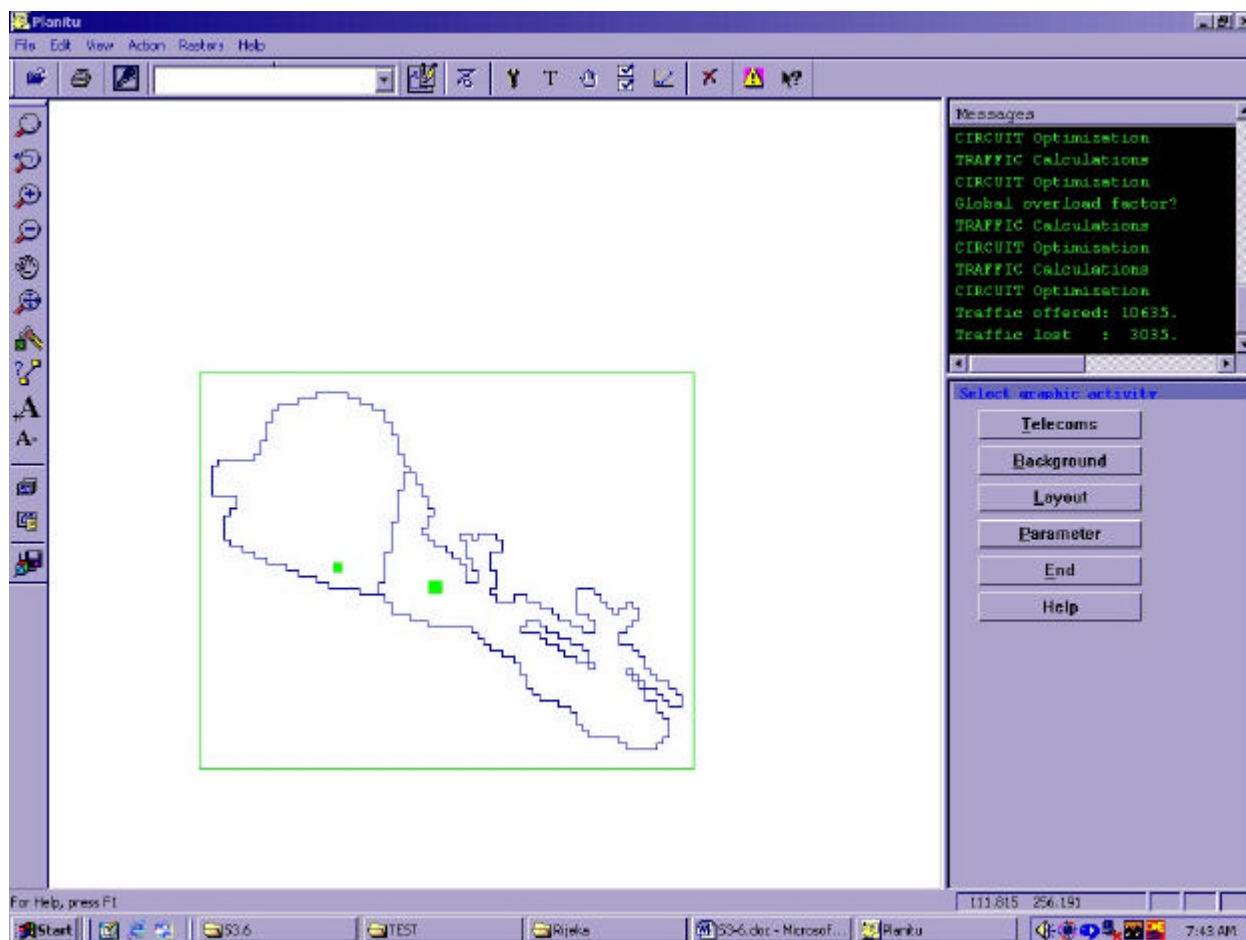 Planitu
File Edit View Action Rasters Help
T
Messages
CIRCUIT Optimization
TRAFFIC Calculations
CIRCUIT Optimization
Global overload factor?
TRAFFIC Calculations
CIRCUIT Optimization
TRAFFIC Calculations
CIRCUIT Optimization
Traffic offered: 10635.
Traffic lost : 3035.
Select graphic activity
Telecoms
Background
Layout
Parameter
End
Help
A
A
For Help, press F1
111.815 256.191
Start
S3.6
TEST
Rijeka
S3-6.doc - Microsof...
Planitu
7:43 AM